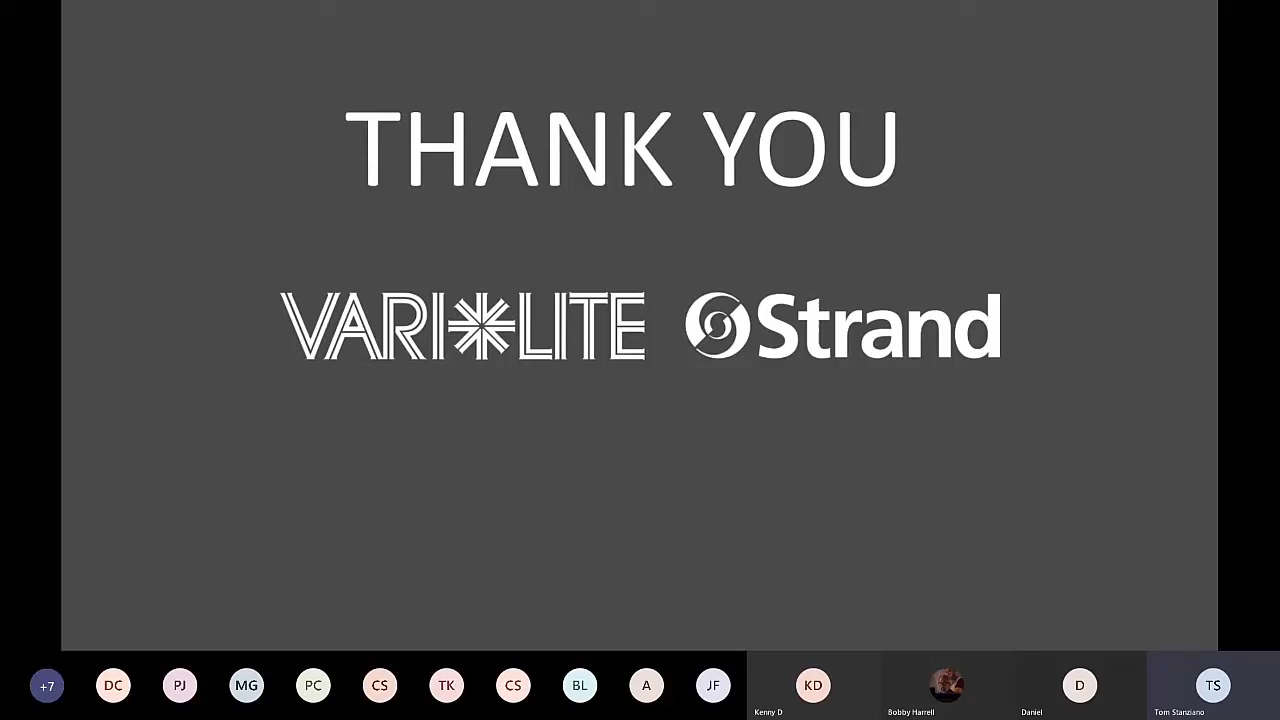 THANK YOU
VARI*LITE Strand
+7 DC PJ MG PC CS TK CS BL A JF KD D TS
Kenny D Bobby Harrell Daniel Tom Stanziano